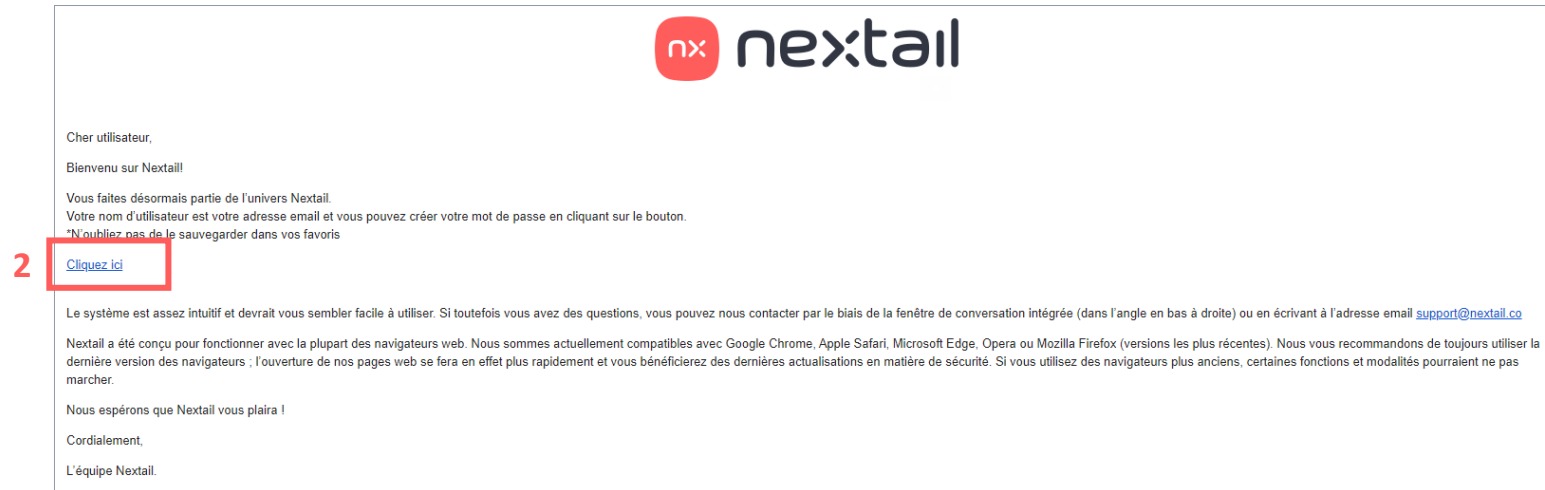 nx nextail
Cher utilisateur,
Bienvenu sur Nextail!
Vous faites désormais partie de l'univers Nextail.
Votre nom d'utilisateur est votre adresse email et vous pouvez créer votre mot de passe en cliquant sur le bouton.
*N'oubliez pas de le sauvegarder dans vos favoris
2 Cliquez ici
Le système est assez intuitif et devrait vous sembler facile à utiliser. Si toutefois vous avez des questions, vous pouvez nous contacter par le biais de la fenêtre de conversation intégrée (dans l'angle en bas à droite) ou en écrivant à l'adresse email support@nextail.co
Nextail a été conçu pour fonctionner avec la plupart des navigateurs web. Nous sommes actuellement compatibles avec Google Chrome, Apple Safari, Microsoft Edge, Opera ou Mozilla Firefox (versions les plus récentes). Nous vous recommandons de toujours utiliser la
dernière version des navigateurs ; l'ouverture de nos pages web se fera en effet plus rapidement et vous bénéficierez des dernières actualisations en matière de sécurité. Si vous utilisez des navigateurs plus anciens, certaines fonctions et modalités pourraient ne pas
marcher.
Nous espérons que Nextail vous plaira !
Cordialement,
L'équipe Nextail.